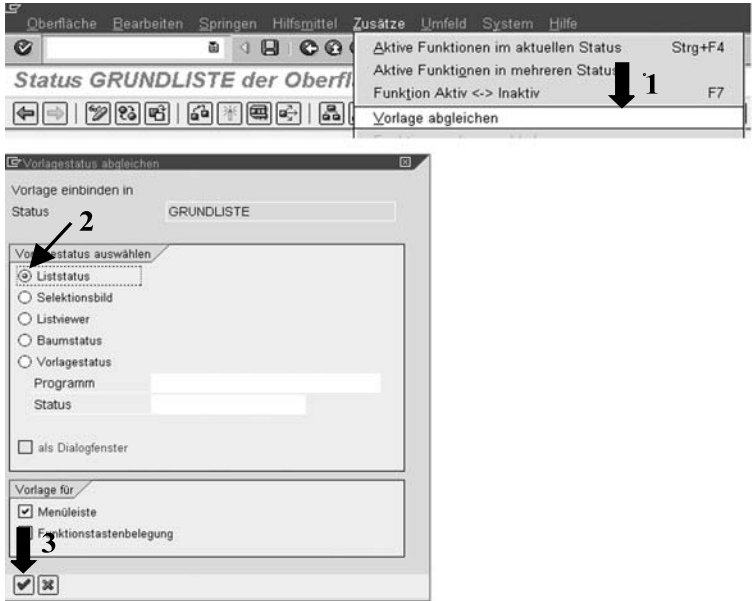 Oberfläche Bearbeiten Springen Hilfsmittel Zusätze Umfeld System Hilfe
Aktive Funktionen im aktuellen Status Strg+F4
Status GRUNDLISTE der Oberfl
Aktive Funktionen in mehreren Status
Funktion Aktiv <-> Inaktiv F7
1
Vorlage abgleichen
Vorlagestatus abgleichen
Vorlage einbinden in
Status GRUNDLISTE
2
Vorlagestatus auswählen
Liststatus
Selektionsbild
Listviewer
Baumstatus
Vorlagestatus
Programm
Status
als Dialogfenster
Vorlage für
Menüleiste
Funktionstastenbelegung
3